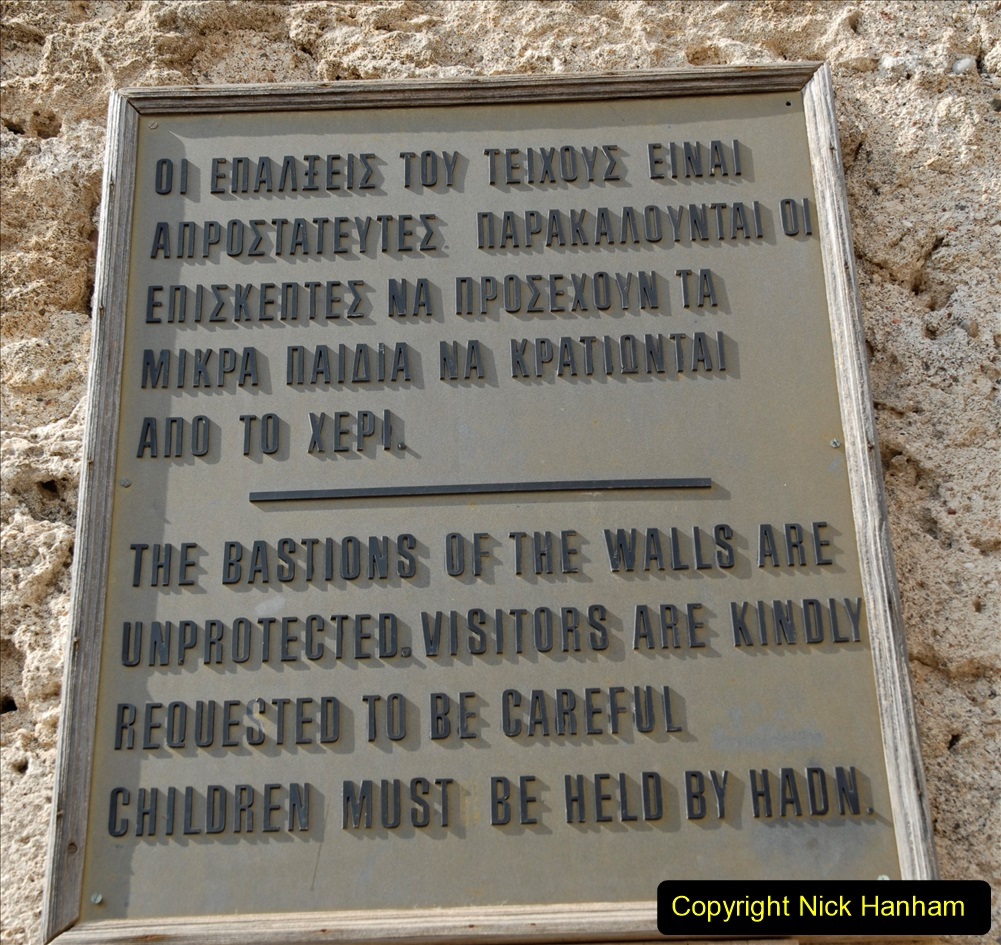 ΟΙ ΕΠΑΛΞΕΙΣ ΤΟΥ ΤΕΙΧΟΥΣ ΕΙΝΑΙ
ΑΠΡΟΣΤΑΤΕΥΤΕΣ. ΠΑΡΑΚΑΛΟΥΝΤΑΙ ΟΙ
ΕΠΙΣΚΕΠΤΕΣ ΝΑ ΠΡΟΣΕΧΟΥΝ ΤΑ
ΜΙΚΡΑ ΠΑΙΔΙΑ ΝΑ ΚΡΑΤΙΩΝΤΑΙ
ΑΠΟ ΤΟ ΧΕΡΙ.
THE BASTIONS OF THE WALLS ARE
UNPROTECTED. VISITORS ARE KINDLY
REQUESTED TO BE CAREFUL
CHILDREN MUST BE HELD BY HADN.
Copyright Nick Hanham